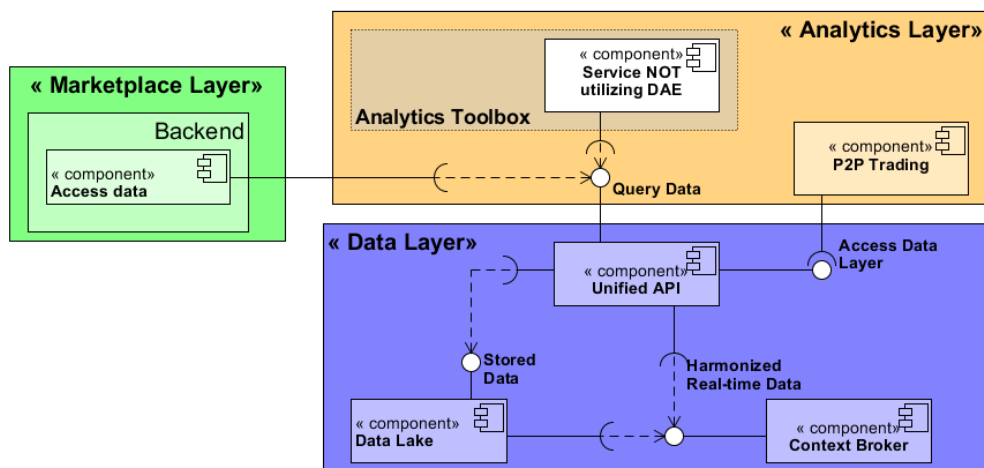 « Analytics Layer»
« component»
Service NOT
utilizing DAE
Analytics Toolbox
« Marketplace Layer»
Backend
« component»
Access data
« component»
P2P Trading
Query Data
« Data Layer»
Access Data
Layer
« component»
Unified API
Stored
Data
Harmonized
Real-time Data
« component»
Data Lake
« component»
Context Broker